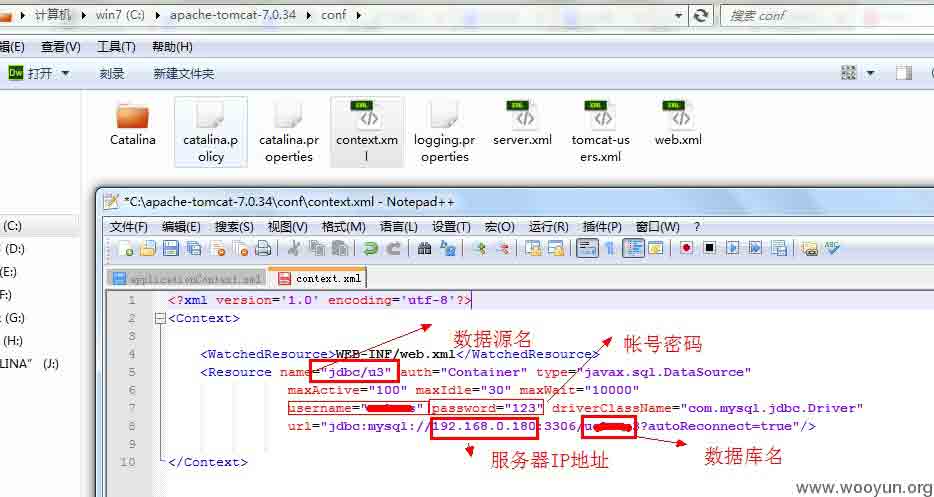 计算机 win7 (C:) apache-tomcat-7.0.34 conf 搜索 conf
编辑(E) 查看(V) 工具(T) 帮助(H)
打开 刻录 新建文件夹
Catalina
catalina.policy
catalina.properties
context.xml
logging.properties
server.xml
tomcat-users.xml
web.xml
(C:)
(D:)
(E:)
F:)
(G:)
(H:)
LINA" (J:)
*C:\apache-tomcat-7.0.34\conf\context.xml - Notepad++
文件(F) 编辑(E) 搜索(S) 视图(V) 格式(M) 语言(L) 设置(T) 宏(O) 运行(R) 插件(P) 窗口(W) ?
applicationContext.xml context.xml
1 <?xml version='1.0' encoding='utf-8'?>
2 <Context>
3
数据源名
帐号密码
4 <WatchedResource>WEB-INF/web.xml</WatchedResource>
5 <Resource name="jdbc/u3" auth="Container" type="javax.sql.DataSource"
6 maxActive="100" maxIdle="30" maxWait="10000"
7 username=" password="123" driverClassName="com.mysql.jdbc.Driver"
8 url="jdbc:mysql://192.168.0.180:3306/ ?autoReconnect=true"/>
9
服务器IP地址
数据库名
10 </Context>
www.wooyun.org